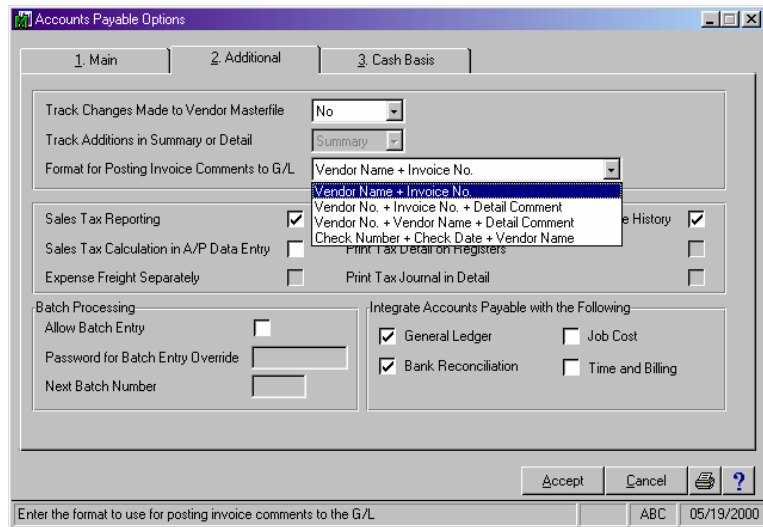 Accounts Payable Options
1. Main
2. Additional
3. Cash Basis
Track Changes Made to Vendor Masterfile
No
Track Additions in Summary or Detail
Summary
Format for Posting Invoice Comments to G/L
Vendor Name + Invoice No.
Vendor Name + Invoice No.
Vendor No. + Invoice No. + Detail Comment
Vendor No. + Vendor Name + Detail Comment
Check Number + Check Date + Vendor Name
Sales Tax Reporting
e History
Sales Tax Calculation in A/P Data Entry
Print Tax Detail on Registers
Expense Freight Separately
Print Tax Journal in Detail
Batch Processing
Allow Batch Entry
Password for Batch Entry Override
Next Batch Number
Integrate Accounts Payable with the Following
General Ledger
Job Cost
Bank Reconciliation
Time and Billing
Accept
Cancel
?
Enter the format to use for posting invoice comments to the G/L
ABC
05/19/2000